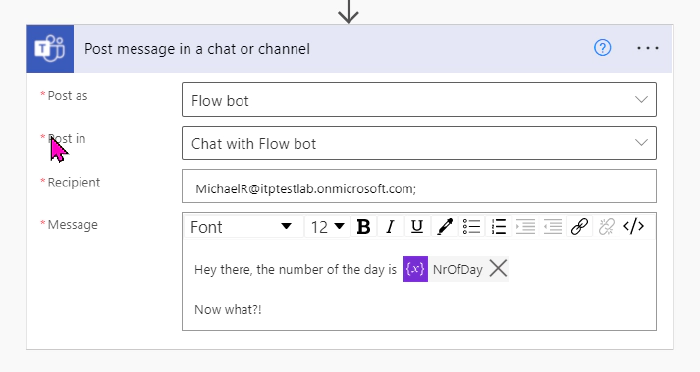 Post message in a chat or channel
* Post as
Flow bot
* Post in
Chat with Flow bot
* Recipient
MichaelR@itptestlab.onmicrosoft.com;
* Message
Font 12 B I U </>
Hey there, the number of the day is {x} NrOfDay
Now what?!